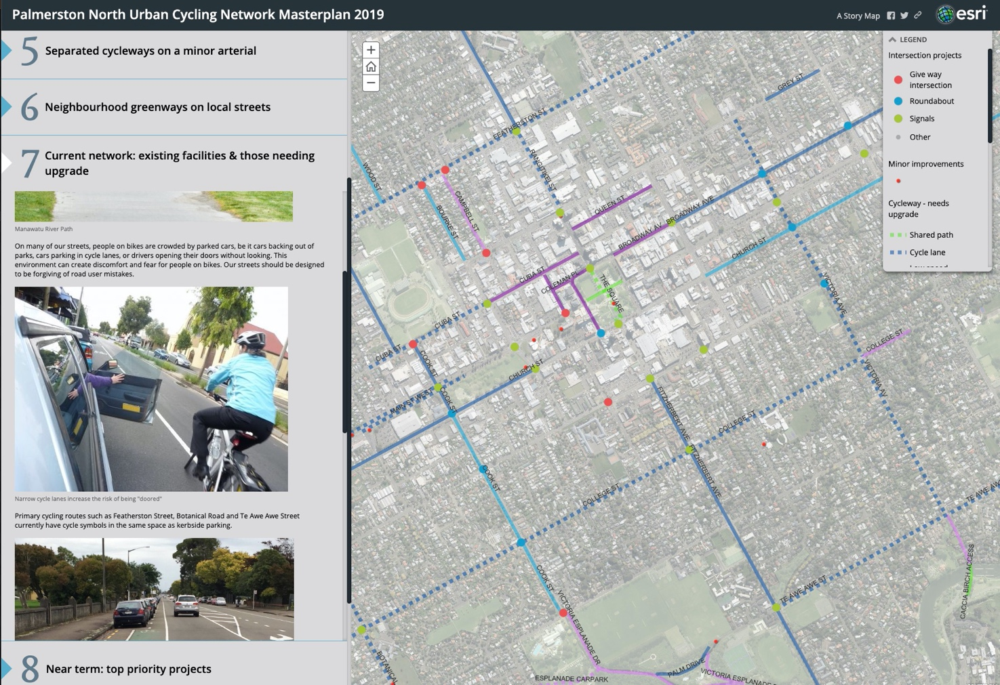 Palmerston North Urban Cycling Network Masterplan 2019
A Story Map
esri
5 Separated cycleways on a minor arterial
6 Neighbourhood greenways on local streets
7 Current network: existing facilities & those needing
upgrade
Manawatu River Path
On many of our streets, people on bikes are crowded by parked cars, be it cars backing out of
parks, cars parking in cycle lanes, or drivers opening their doors without looking. This
environment can create discomfort and fear for people on bikes. Our streets should be designed
to be forgiving of road user mistakes.
Narrow cycle lanes increase the risk of being "doored"
Primary cycling routes such as Featherston Street, Botanical Road and Te Awe Awe Street
currently have cycle symbols in the same space as kerbside parking.
8 Near term: top priority projects
+
−
LEGEND
Intersection projects
Give way
intersection
Roundabout
Signals
Other
Minor improvements
Cycleway - needs
upgrade
Shared path
Cycle lane
GREY ST
FEATHERSTON ST
RANGITIKEI ST
WOOD ST
CAMPBELL ST
BOURKE ST
QUEEN ST
BROADWAY AVE
BROADWAY AV
CHURCH ST
CUBA ST
COLEMAN PL
THE SQUARE
VICTORIA AVE
CUBA ST
CUBA ST
COOK ST
COLLEGE ST
CHURCH ST
VICTORIA AV
MAIN ST WEST
COOK ST
FITZHERBERT AVE
COLLEGE ST
FITZHERBERT AVE
COOK ST
COLLEGE ST
TE AWE AW
COOK ST
TE AWE AWE ST
CACCIA BIRCH ACCESS
VICTORIA ESPLANADE DR
BOTANICAL
PALM DRIVE
ESPLANADE CARPARK
VICTORIA ESPLANADE